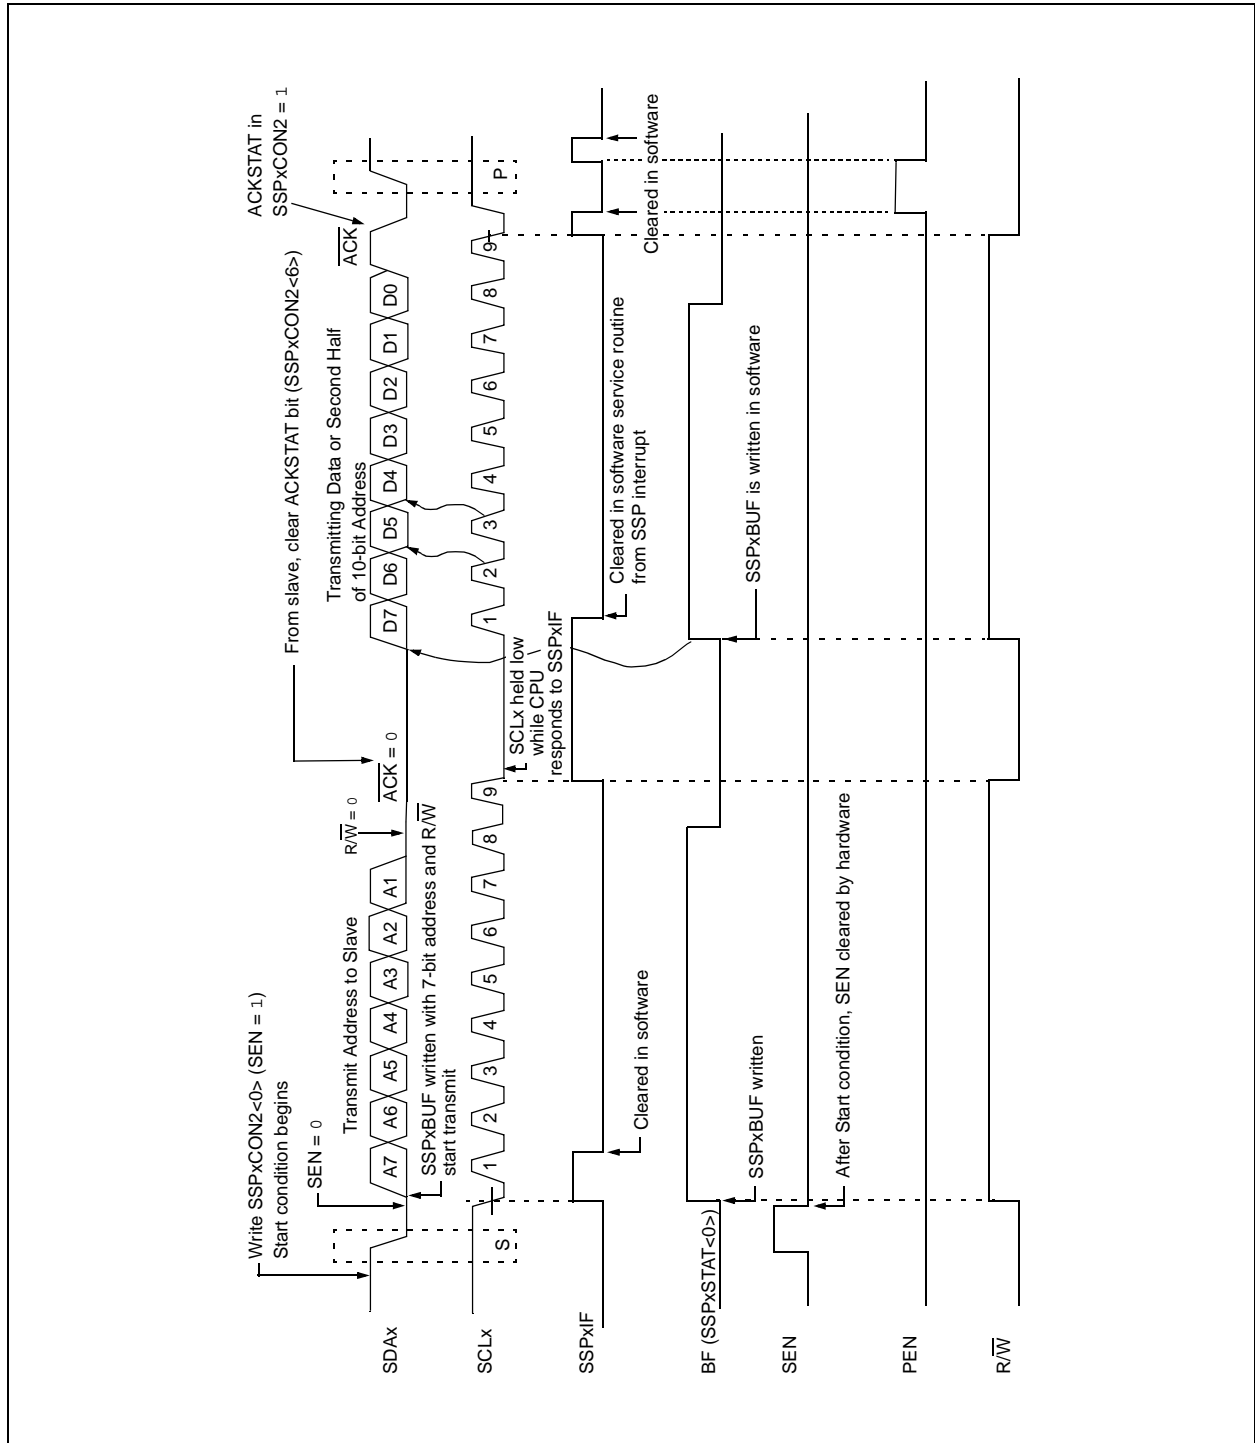 Write SSPxCON2<0> (SEN = 1)
Start condition begins
SEN = 0
From slave, clear ACKSTAT bit (SSPxCON2<6>)
ACKSTAT in
SSPxCON2 = 1
Transmit Address to Slave
R/W = 0
ACK = 0
Transmitting Data or Second Half
of 10-bit Address
ACK
SDAx
A7 A6 A5 A4 A3 A2 A1
D7 D6 D5 D4 D3 D2 D1 D0
SSPxBUF written with 7-bit address and R/W
start transmit
SCLx
S
1 2 3 4 5 6 7 8 9
1 2 3 4 5 6 7 8 9
P
SCLx held low
while CPU
responds to SSPxIF
SSPxIF
Cleared in software
Cleared in software service routine
from SSP interrupt
Cleared in software
BF (SSPxSTAT<0>)
SSPxBUF written
SSPxBUF is written in software
SEN
After Start condition, SEN cleared by hardware
PEN
R/W